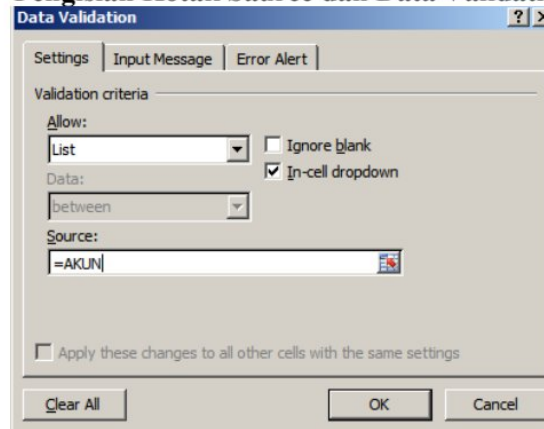 Data Validation
Settings Input Message Error Alert
Validation criteria
Allow:
List
Ignore blank
In-cell dropdown
Data:
between
Source:
=AKUN
Apply these changes to all other cells with the same settings
Clear All OK Cancel